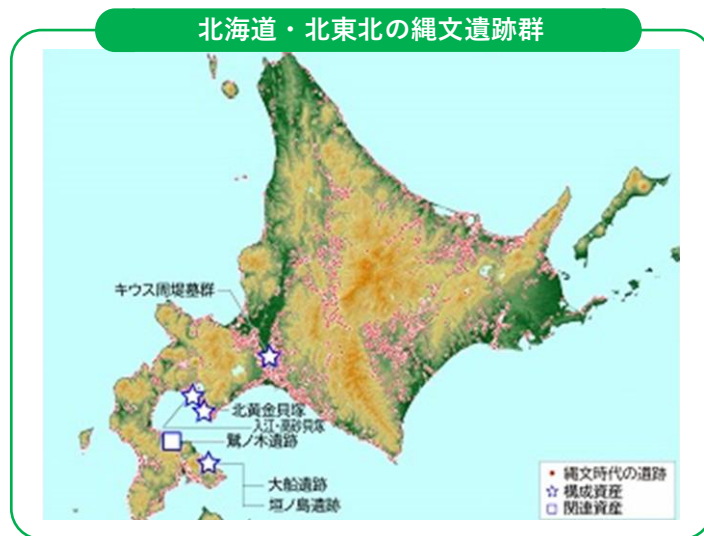 北海道・北東北の縄文遺跡群
キウス周堤墓群
北黄金貝塚
入江・高砂貝塚
鷲ノ木遺跡
大船遺跡
垣ノ島遺跡
縄文時代の遺跡
構成資産
関連資産